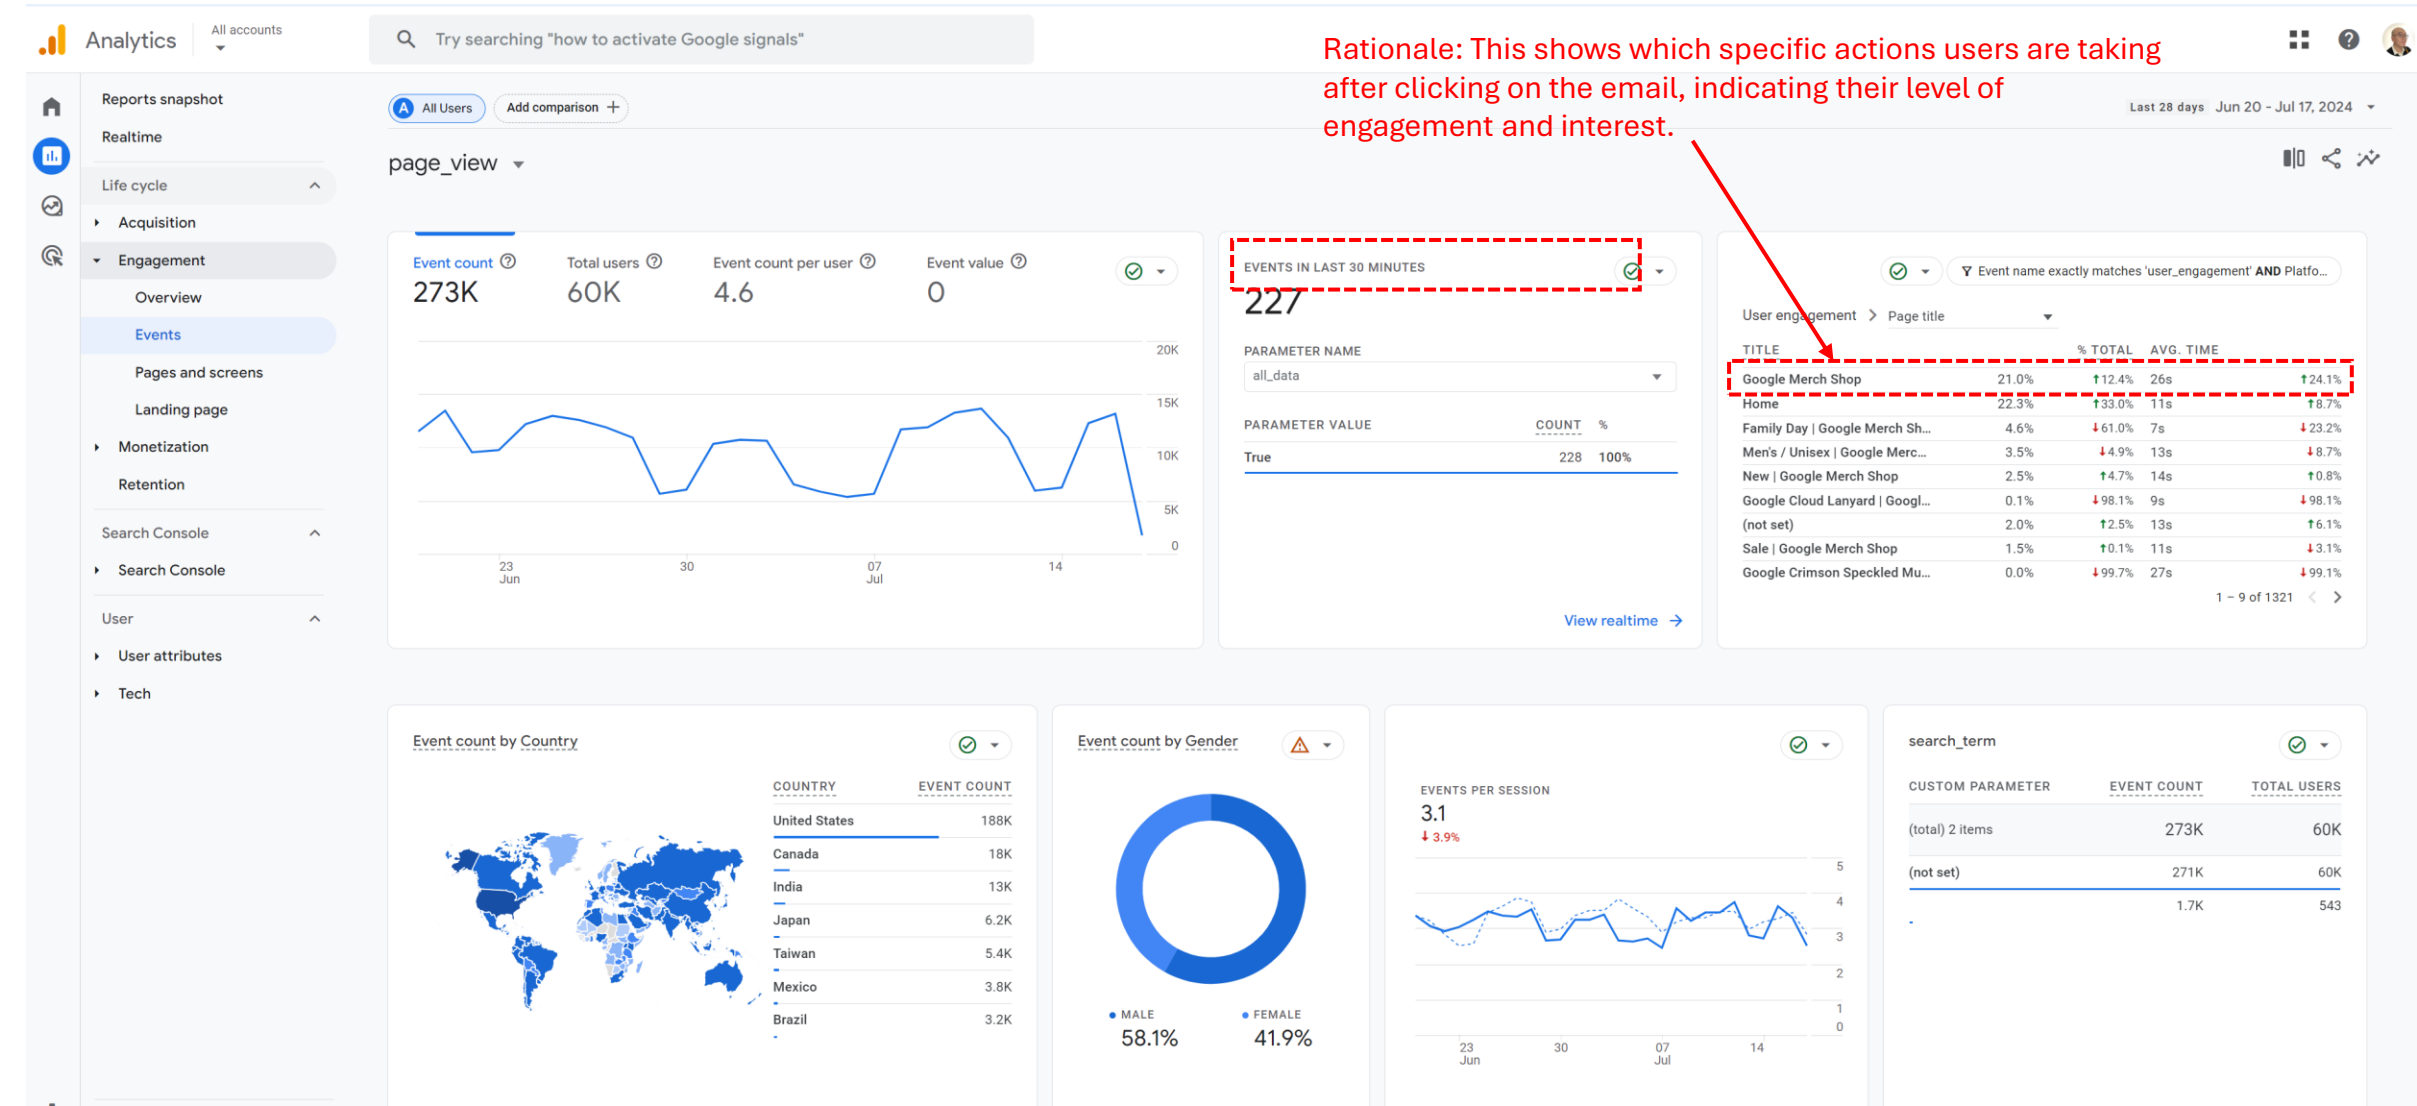 Analytics
All accounts
Try searching "how to activate Google signals"
Rationale: This shows which specific actions users are taking
after clicking on the email, indicating their level of
engagement and interest.
Reports snapshot
Realtime
Life cycle
Acquisition
Engagement
Overview
Events
Pages and screens
Landing page
Monetization
Retention
Search Console
Search Console
User
User attributes
Tech
A All Users
Add comparison +
Last 28 days Jun 20 - Jul 17, 2024
page_view
Event count Total users Event count per user Event value
273K 60K 4.6 0
20K
15K
10K
5K
0
23 30 07 14
Jun Jul
EVENTS IN LAST 30 MINUTES
227
PARAMETER NAME
all_data
PARAMETER VALUE COUNT %
True 228 100%
View realtime
Event name exactly matches 'user_engagement' AND Platfo...
User engagement > Page title
TITLE % TOTAL AVG. TIME
Google Merch Shop 21.0% ↑12.4% 26s ↑24.1%
Home 22.3% ↑33.0% 11s ↑8.7%
Family Day | Google Merch Sh... 4.6% ↓61.0% 7s ↓23.2%
Men's / Unisex | Google Merc... 3.5% ↓4.9% 13s ↓8.7%
New | Google Merch Shop 2.5% ↑4.7% 14s ↑0.8%
Google Cloud Lanyard | Googl... 0.1% ↓98.1% 9s ↓98.1%
(not set) 2.0% ↑2.5% 13s ↑6.1%
Sale | Google Merch Shop 1.5% ↑0.1% 11s ↓3.1%
Google Crimson Speckled Mu... 0.0% ↓99.7% 27s ↓99.1%
1 – 9 of 1321
Event count by Country
COUNTRY EVENT COUNT
United States 188K
Canada 18K
India 13K
Japan 6.2K
Taiwan 5.4K
Mexico 3.8K
Brazil 3.2K
Event count by Gender
MALE FEMALE
58.1% 41.9%
EVENTS PER SESSION
3.1
↓ 3.9%
5
4
3
2
1
0
23 30 07 14
Jun Jul
search_term
CUSTOM PARAMETER EVENT COUNT TOTAL USERS
(total) 2 items 273K 60K
(not set) 271K 60K
1.7K 543